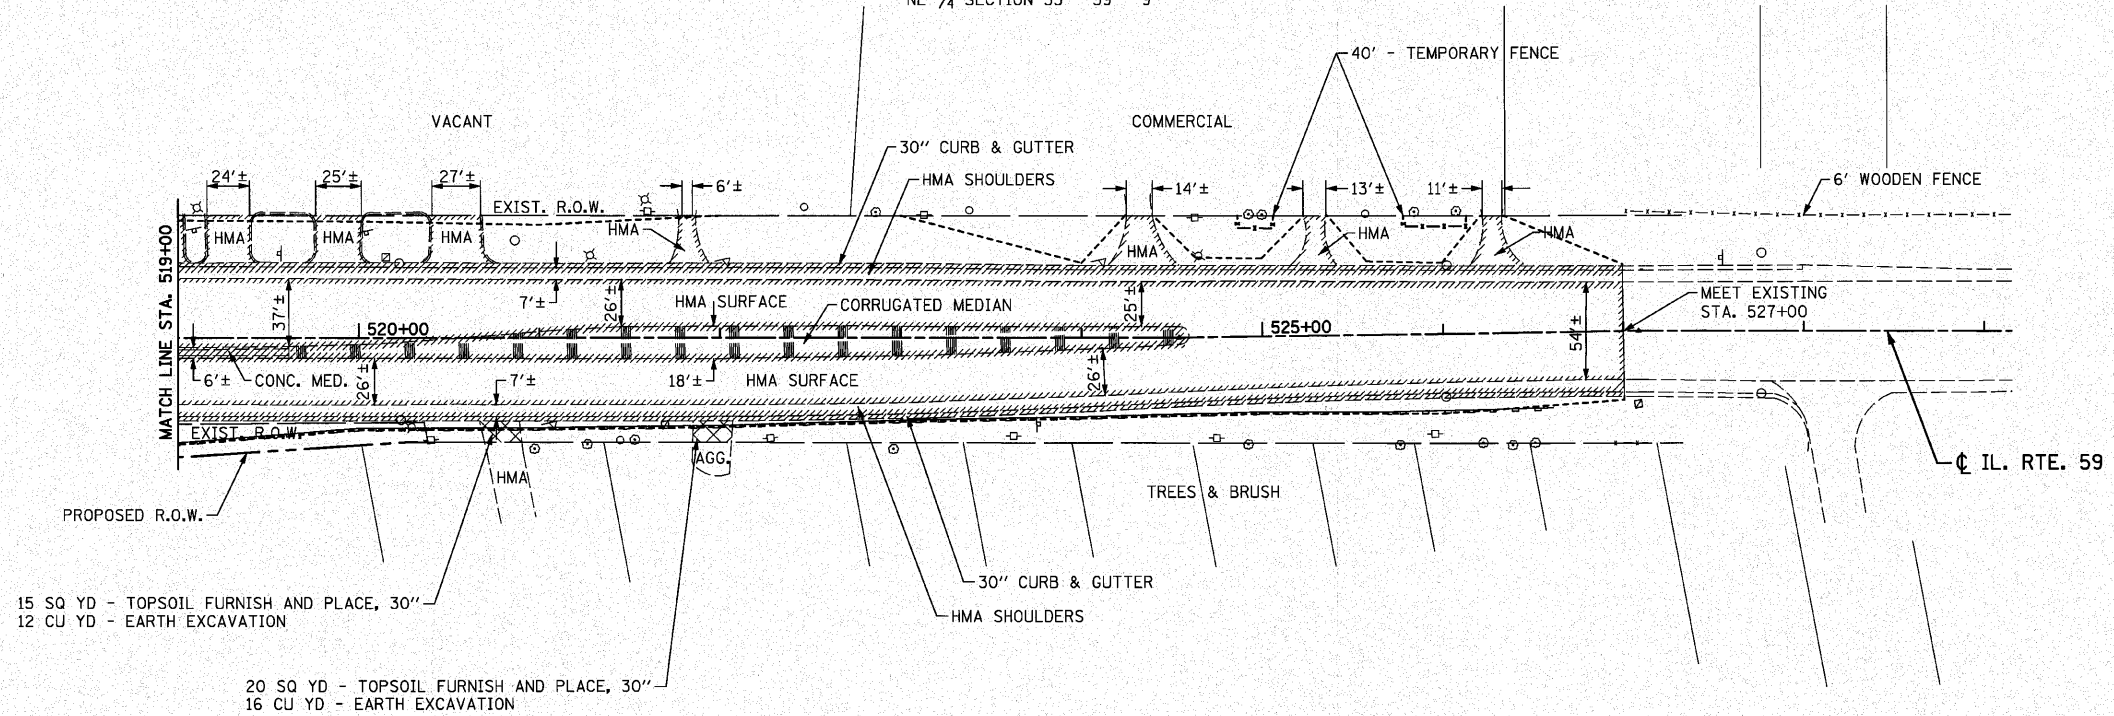 NE 1/4 SECTION 33 - 39 - 9
40' - TEMPORARY FENCE
VACANT
COMMERCIAL
30" CURB & GUTTER
HMA SHOULDERS
24'±
25'±
27'±
6'±
14'±
13'±
11'±
6' WOODEN FENCE
EXIST. R.O.W.
HMA
HMA
HMA
HMA
HMA
HMA
HMA
MATCH LINE STA. 519+00
37'±
7'±
26'±
HMA SURFACE
CORRUGATED MEDIAN
25'±
MEET EXISTING
STA. 527+00
520+00
525+00
54'±
6'±
CONC. MED.
26'±
7'±
18'±
HMA SURFACE
26'±
EXIST. R.O.W.
HMA
AGG.
℄ IL. RTE. 59
TREES & BRUSH
PROPOSED R.O.W.
30" CURB & GUTTER
15 SQ YD - TOPSOIL FURNISH AND PLACE, 30"
12 CU YD - EARTH EXCAVATION
HMA SHOULDERS
20 SQ YD - TOPSOIL FURNISH AND PLACE, 30"
16 CU YD - EARTH EXCAVATION